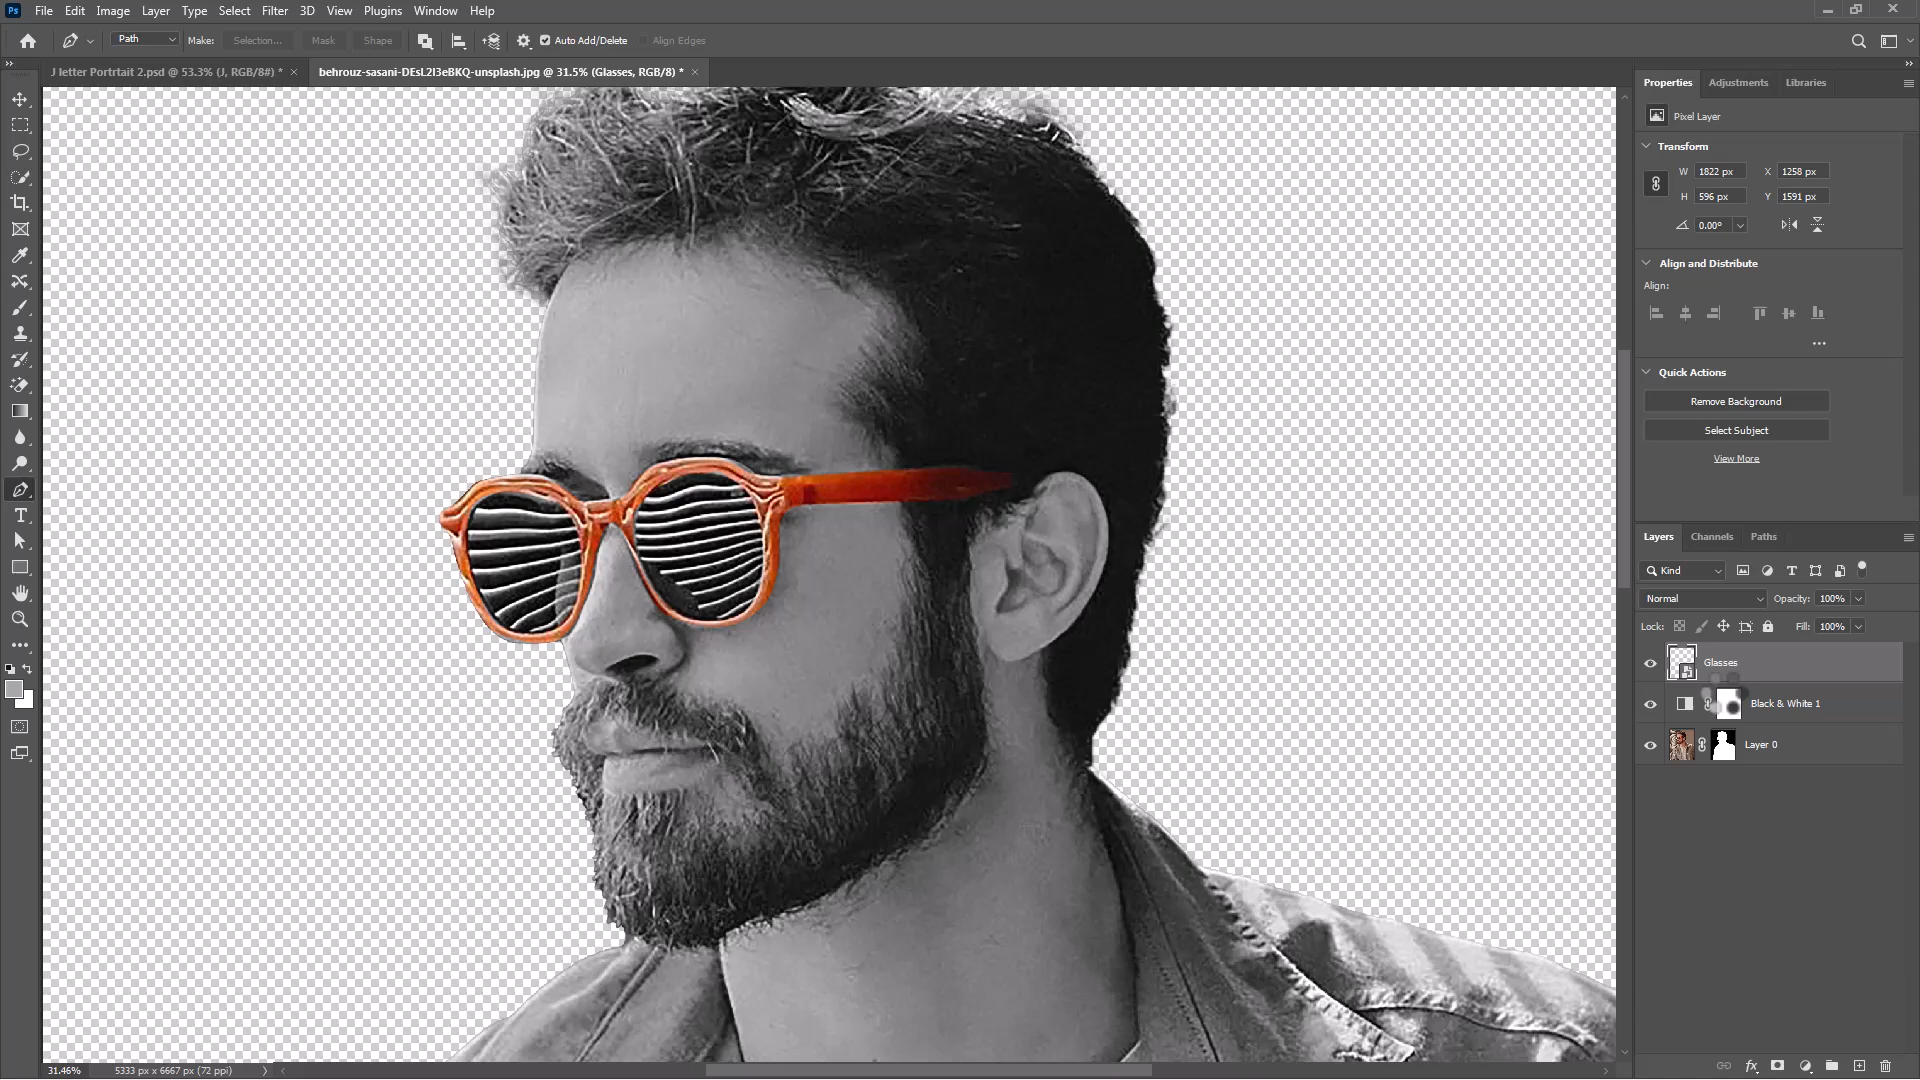 Ps File Edit Image Layer Type Select Filter 3D View Plugins Window Help
Path Make: Selection... Mask Shape Auto Add/Delete Align Edges
J letter Portrtait 2.psd @ 53.3% (J, RGB/8#) * × behrouz-sasani-DEsL2I3eBKQ-unsplash.jpg @ 31.5% (Glasses, RGB/8) * ×
Properties Adjustments Libraries
Pixel Layer
Transform
W 1822 px X 1258 px
H 596 px Y 1591 px
0.00°
Align and Distribute
Align:
Quick Actions
Remove Background
Select Subject
View More
Layers Channels Paths
Kind
Normal Opacity: 100%
Lock: Fill: 100%
Glasses
Black & White 1
Layer 0
31.46% 5333 px x 6667 px (72 ppi)